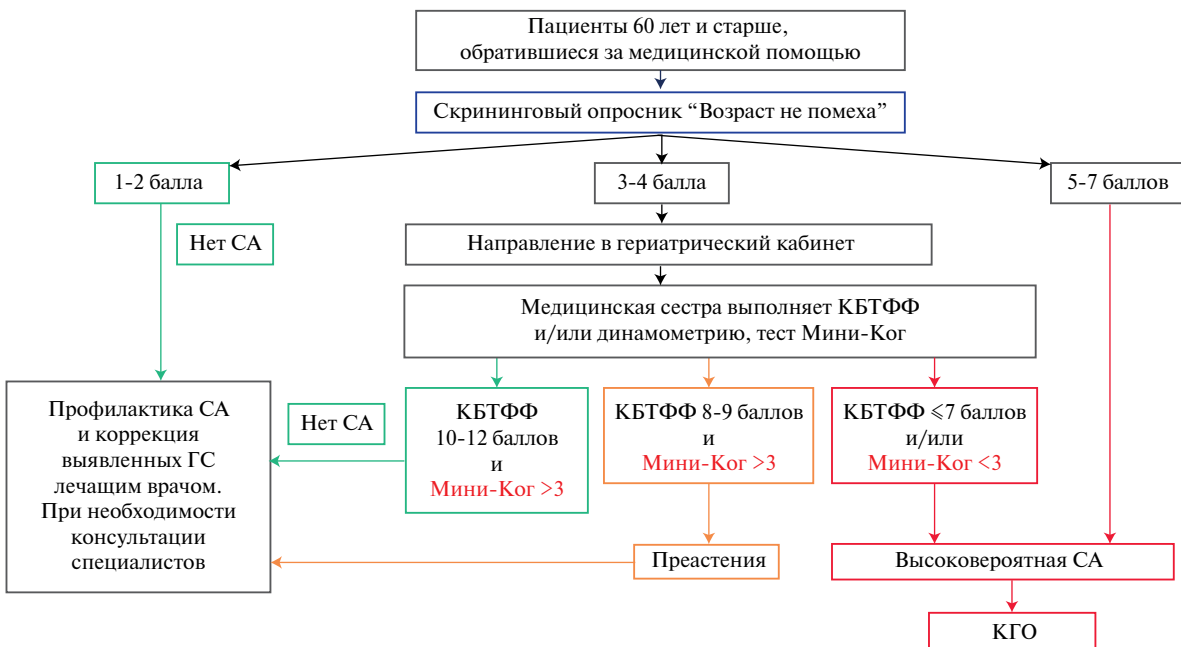 Пациенты 60 лет и старше,
обратившиеся за медицинской помощью
Скрининговый опросник “Возраст не помеха”
1-2 балла
3-4 балла
5-7 баллов
Нет СА
Направление в гериатрический кабинет
Медицинская сестра выполняет КБТФФ
и/или динамометрию, тест Мини-Ког
Профилактика СА
и коррекция
выявленных ГС
лечащим врачом.
При необходимости
консультации
специалистов
Нет СА
КБТФФ
10-12 баллов
и
Мини-Ког >3
КБТФФ 8-9 баллов
и
Мини-Ког >3
КБТФФ ⩽7 баллов
и/или
Мини-Ког <3
Преастения
Высоковероятная СА
КГО